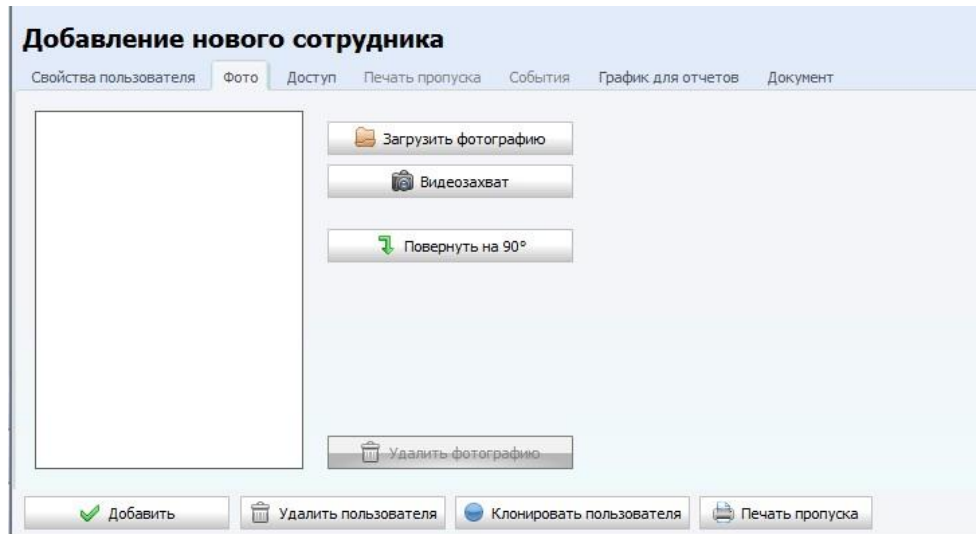 Добавление нового сотрудника
Свойства пользователя Фото Доступ Печать пропуска События График для отчетов Документ
Загрузить фотографию
Видеозахват
Повернуть на 90°
Удалить фотографию
Добавить Удалить пользователя Клонировать пользователя Печать пропуска